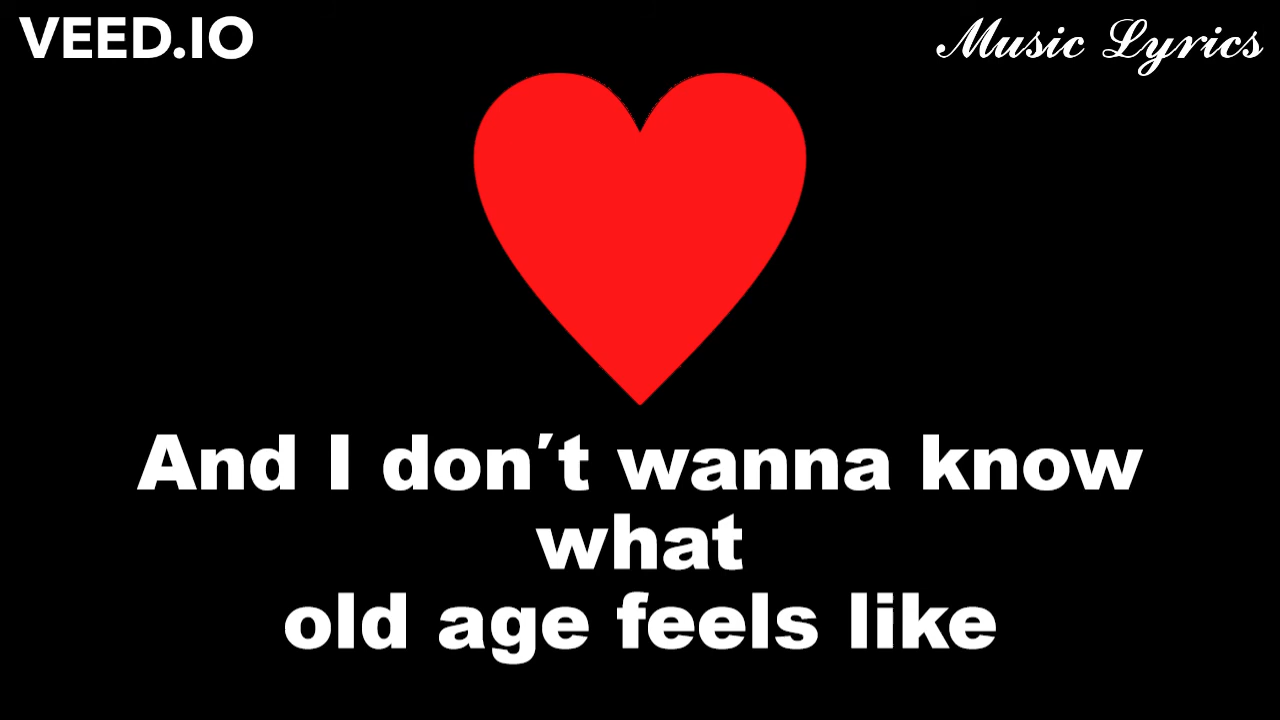 VEED.IO
Music Lyrics
And I don′t wanna know
what
old age feels like